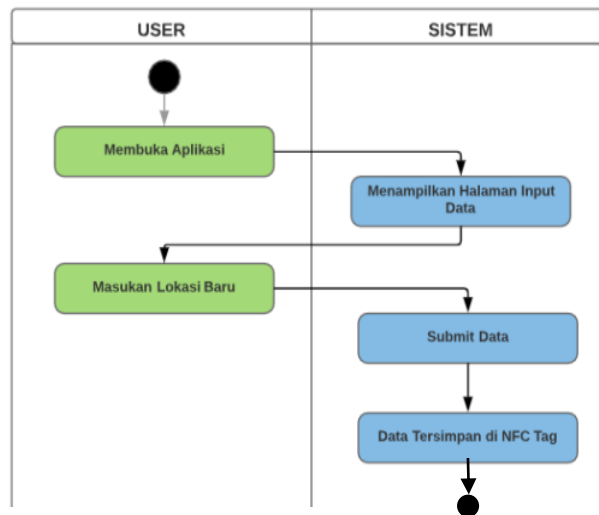 USER
SISTEM
Membuka Aplikasi
Menampilkan Halaman Input
Data
Masukan Lokasi Baru
Submit Data
Data Tersimpan di NFC Tag